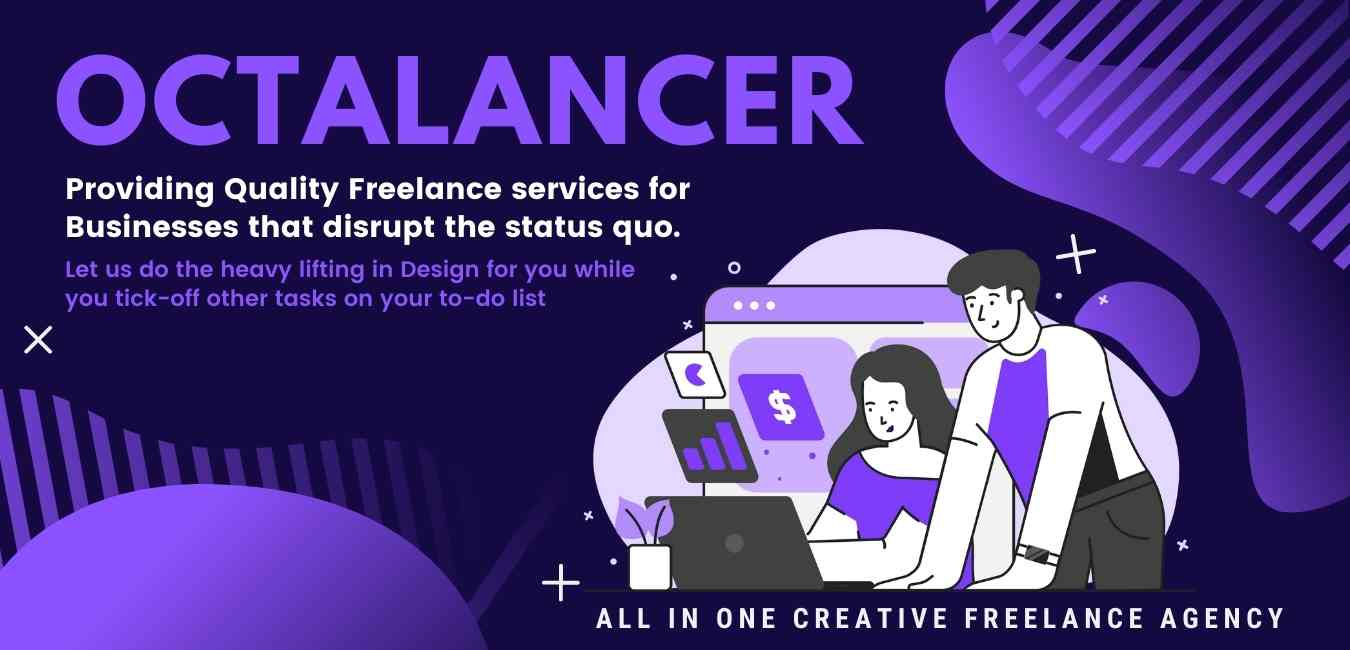 OCTALANCER
Providing Quality Freelance services for
Businesses that disrupt the status quo.
Let us do the heavy lifting in Design for you while
you tick-off other tasks on your to-do list
$
ALL IN ONE CREATIVE FREELANCE AGENCY